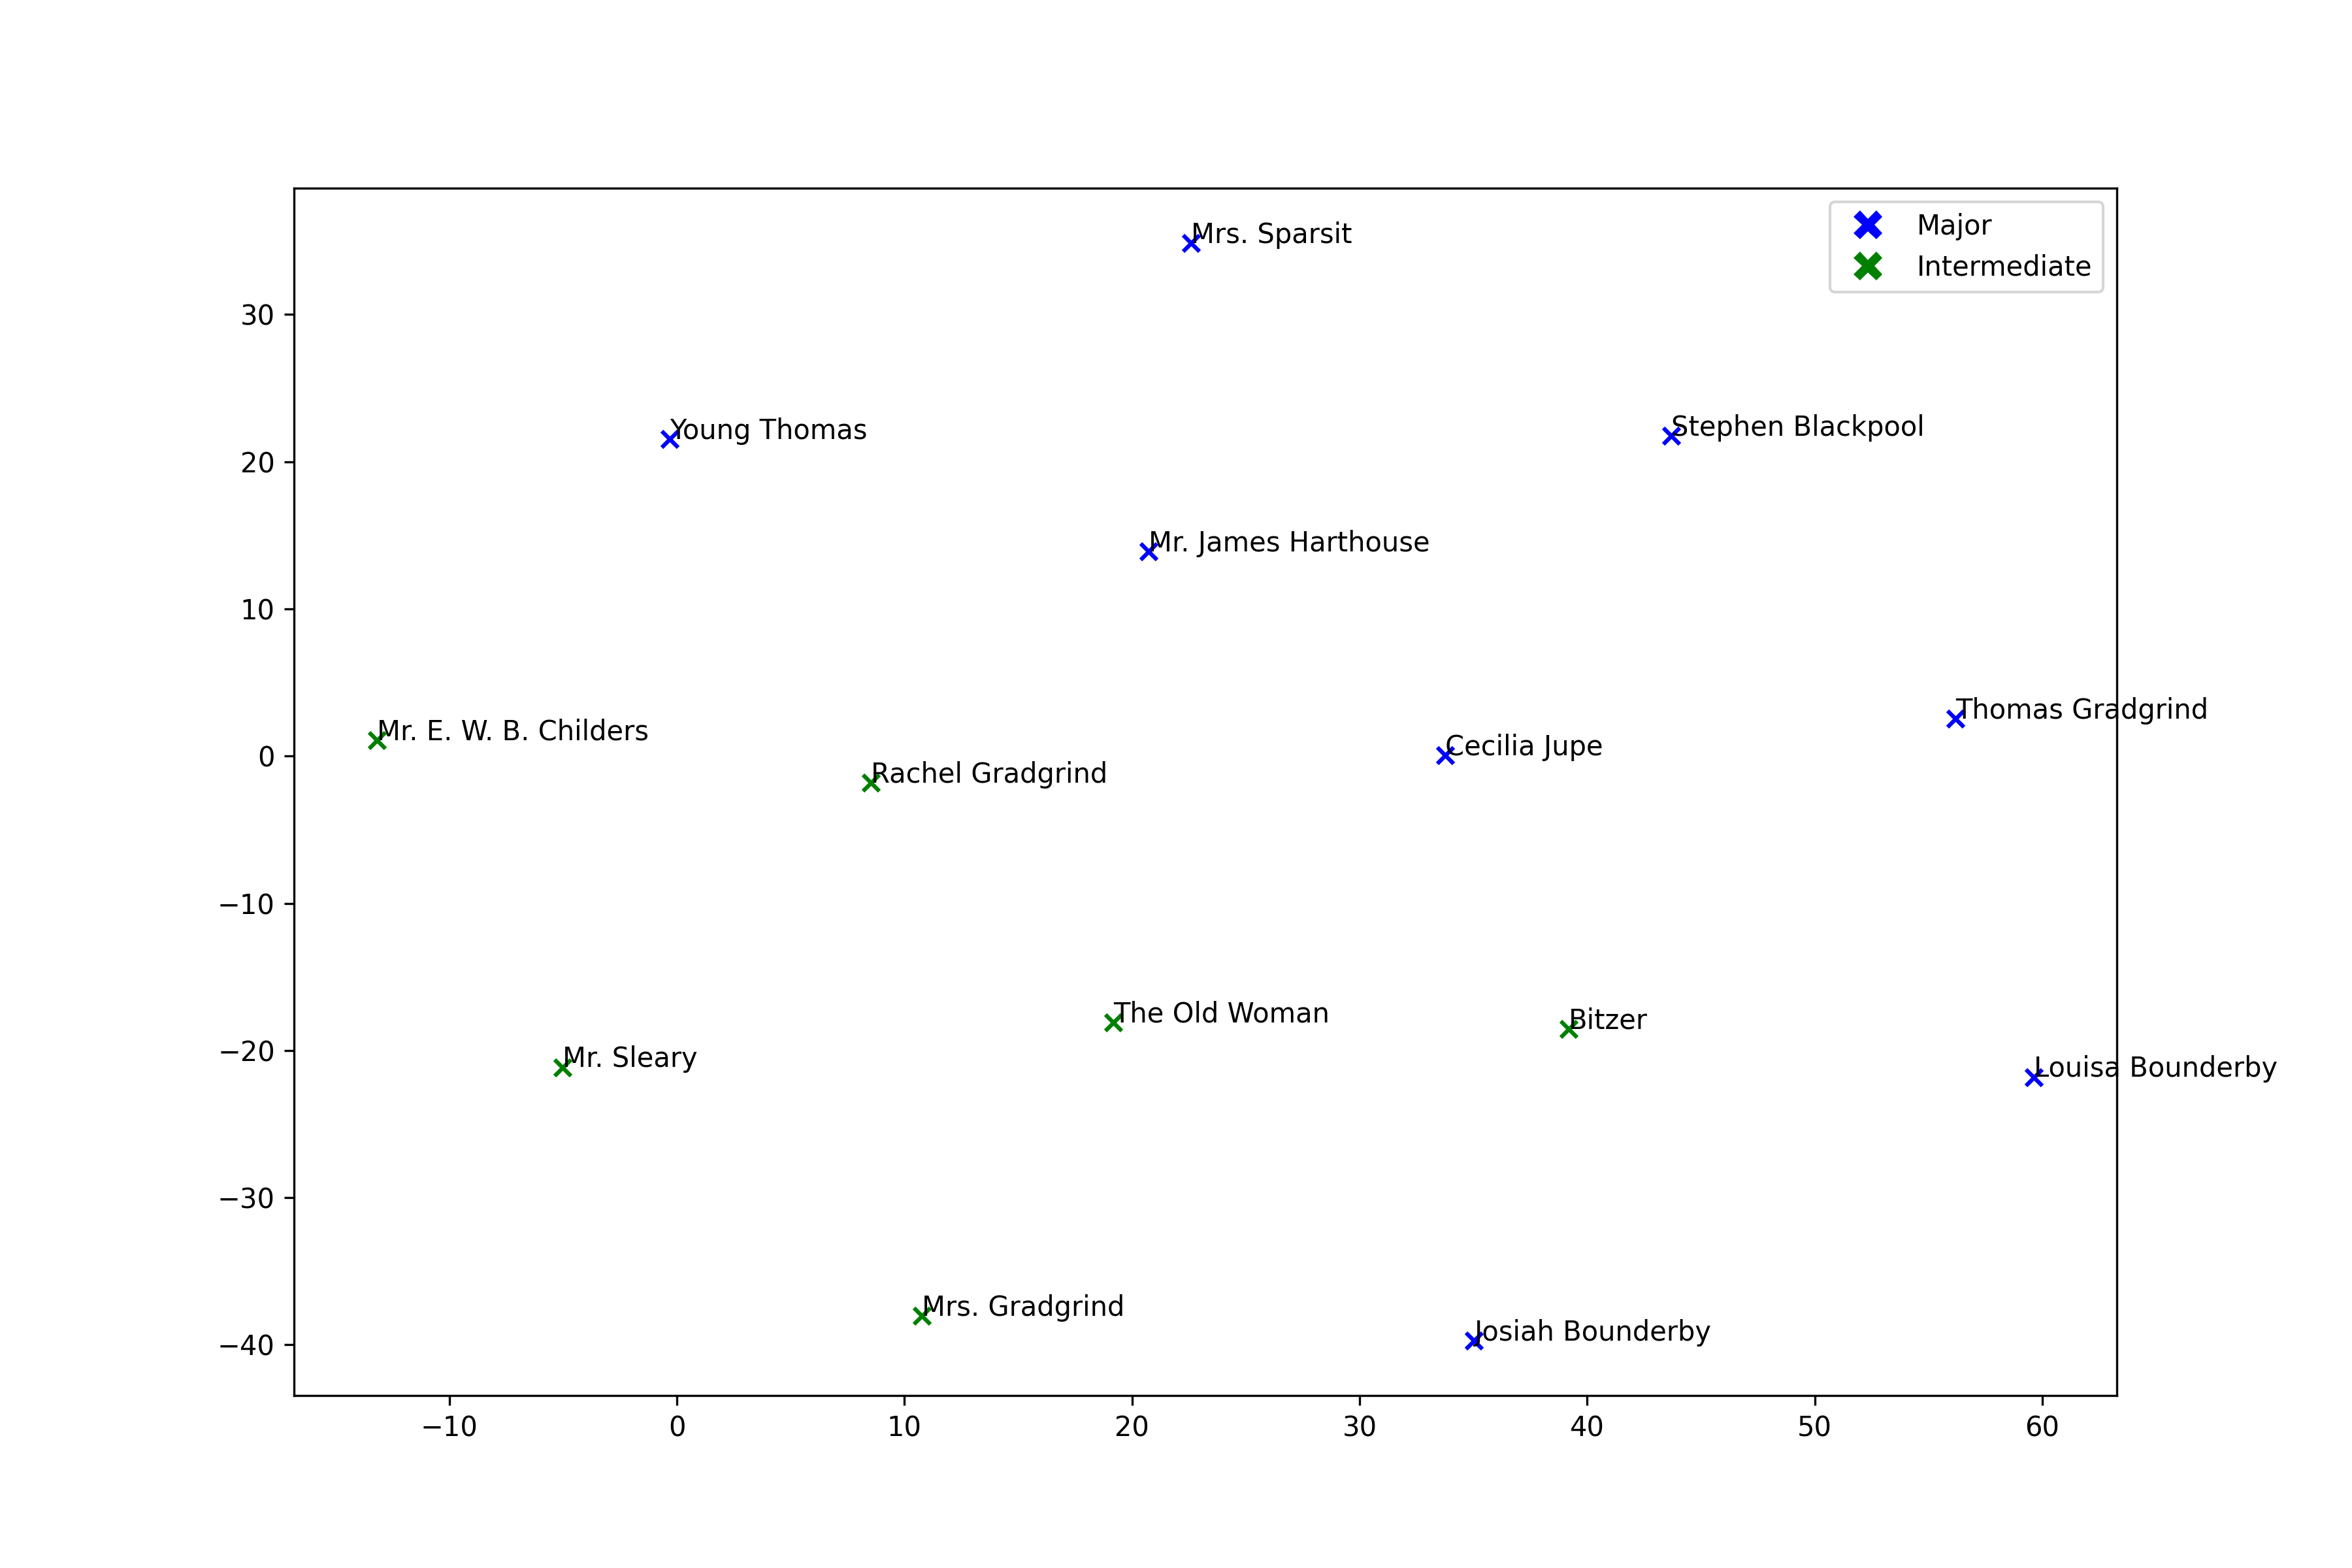 Mrs. Sparsit
Major
Intermediate
30
Young Thomas
Stephen Blackpool
20
Mr. James Harthouse
10
Thomas Gradgrind
Mr. E. W. B. Childers
Cecilia Jupe
0
Rachel Gradgrind
−10
The Old Woman
Bitzer
−20
Mr. Sleary
Louisa Bounderby
−30
Mrs. Gradgrind
Josiah Bounderby
−40
−10 0 10 20 30 40 50 60